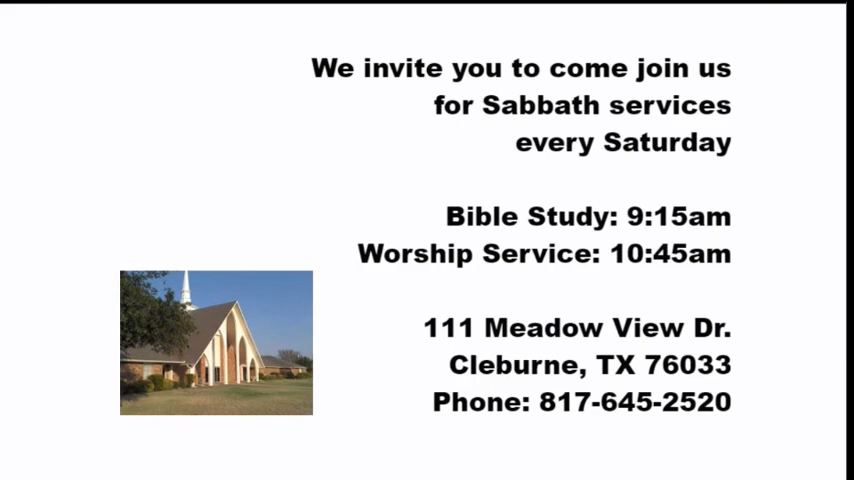 We invite you to come join us
for Sabbath services
every Saturday
Bible Study: 9:15am
Worship Service: 10:45am
111 Meadow View Dr.
Cleburne, TX 76033
Phone: 817-645-2520